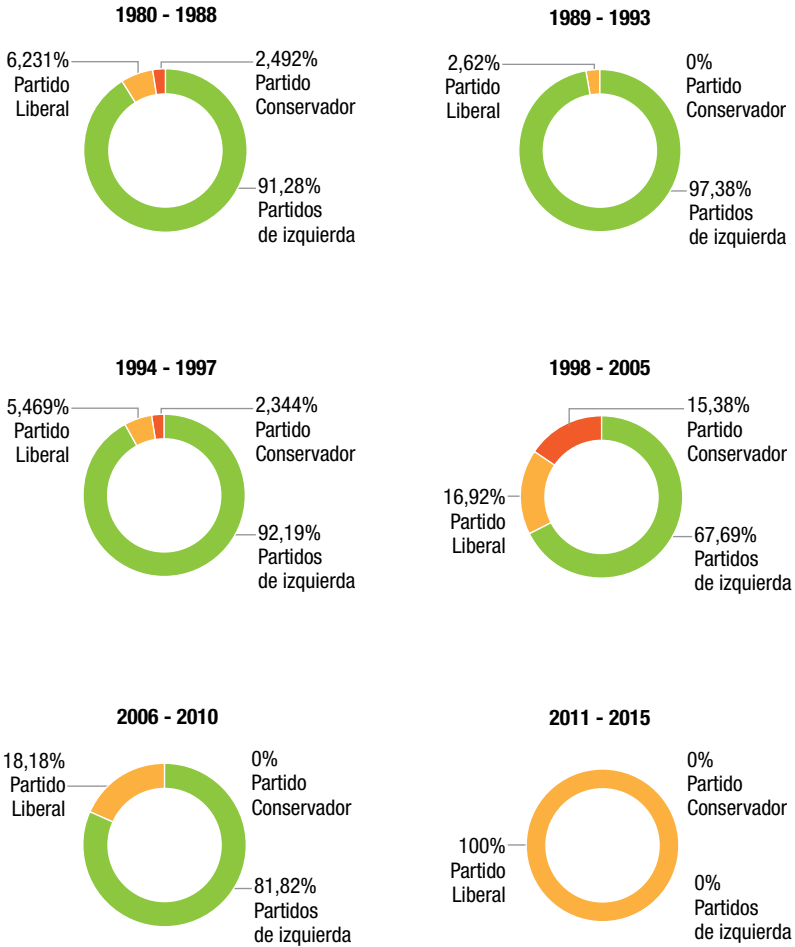 1980 - 1988
6,231%
Partido
Liberal
2,492%
Partido
Conservador
91,28%
Partidos
de izquierda
1989 - 1993
2,62%
Partido
Liberal
0%
Partido
Conservador
97,38%
Partidos
de izquierda
1994 - 1997
5,469%
Partido
Liberal
2,344%
Partido
Conservador
92,19%
Partidos
de izquierda
1998 - 2005
15,38%
Partido
Conservador
16,92%
Partido
Liberal
67,69%
Partidos
de izquierda
2006 - 2010
18,18%
Partido
Liberal
0%
Partido
Conservador
81,82%
Partidos
de izquierda
2011 - 2015
0%
Partido
Conservador
100%
Partido
Liberal
0%
Partidos
de izquierda